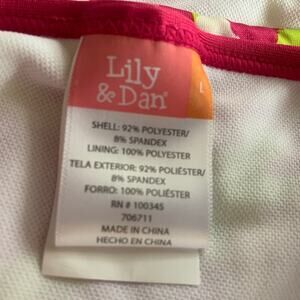 Lily
& Dan®
L
SHELL: 92% POLYESTER/
8% SPANDEX
LINING: 100% POLYESTER
TELA EXTERIOR: 92% POLIÉSTER/
8% SPANDEX
FORRO: 100% POLIÉSTER
RN # 100345
706711
MADE IN CHINA
HECHO EN CHINA